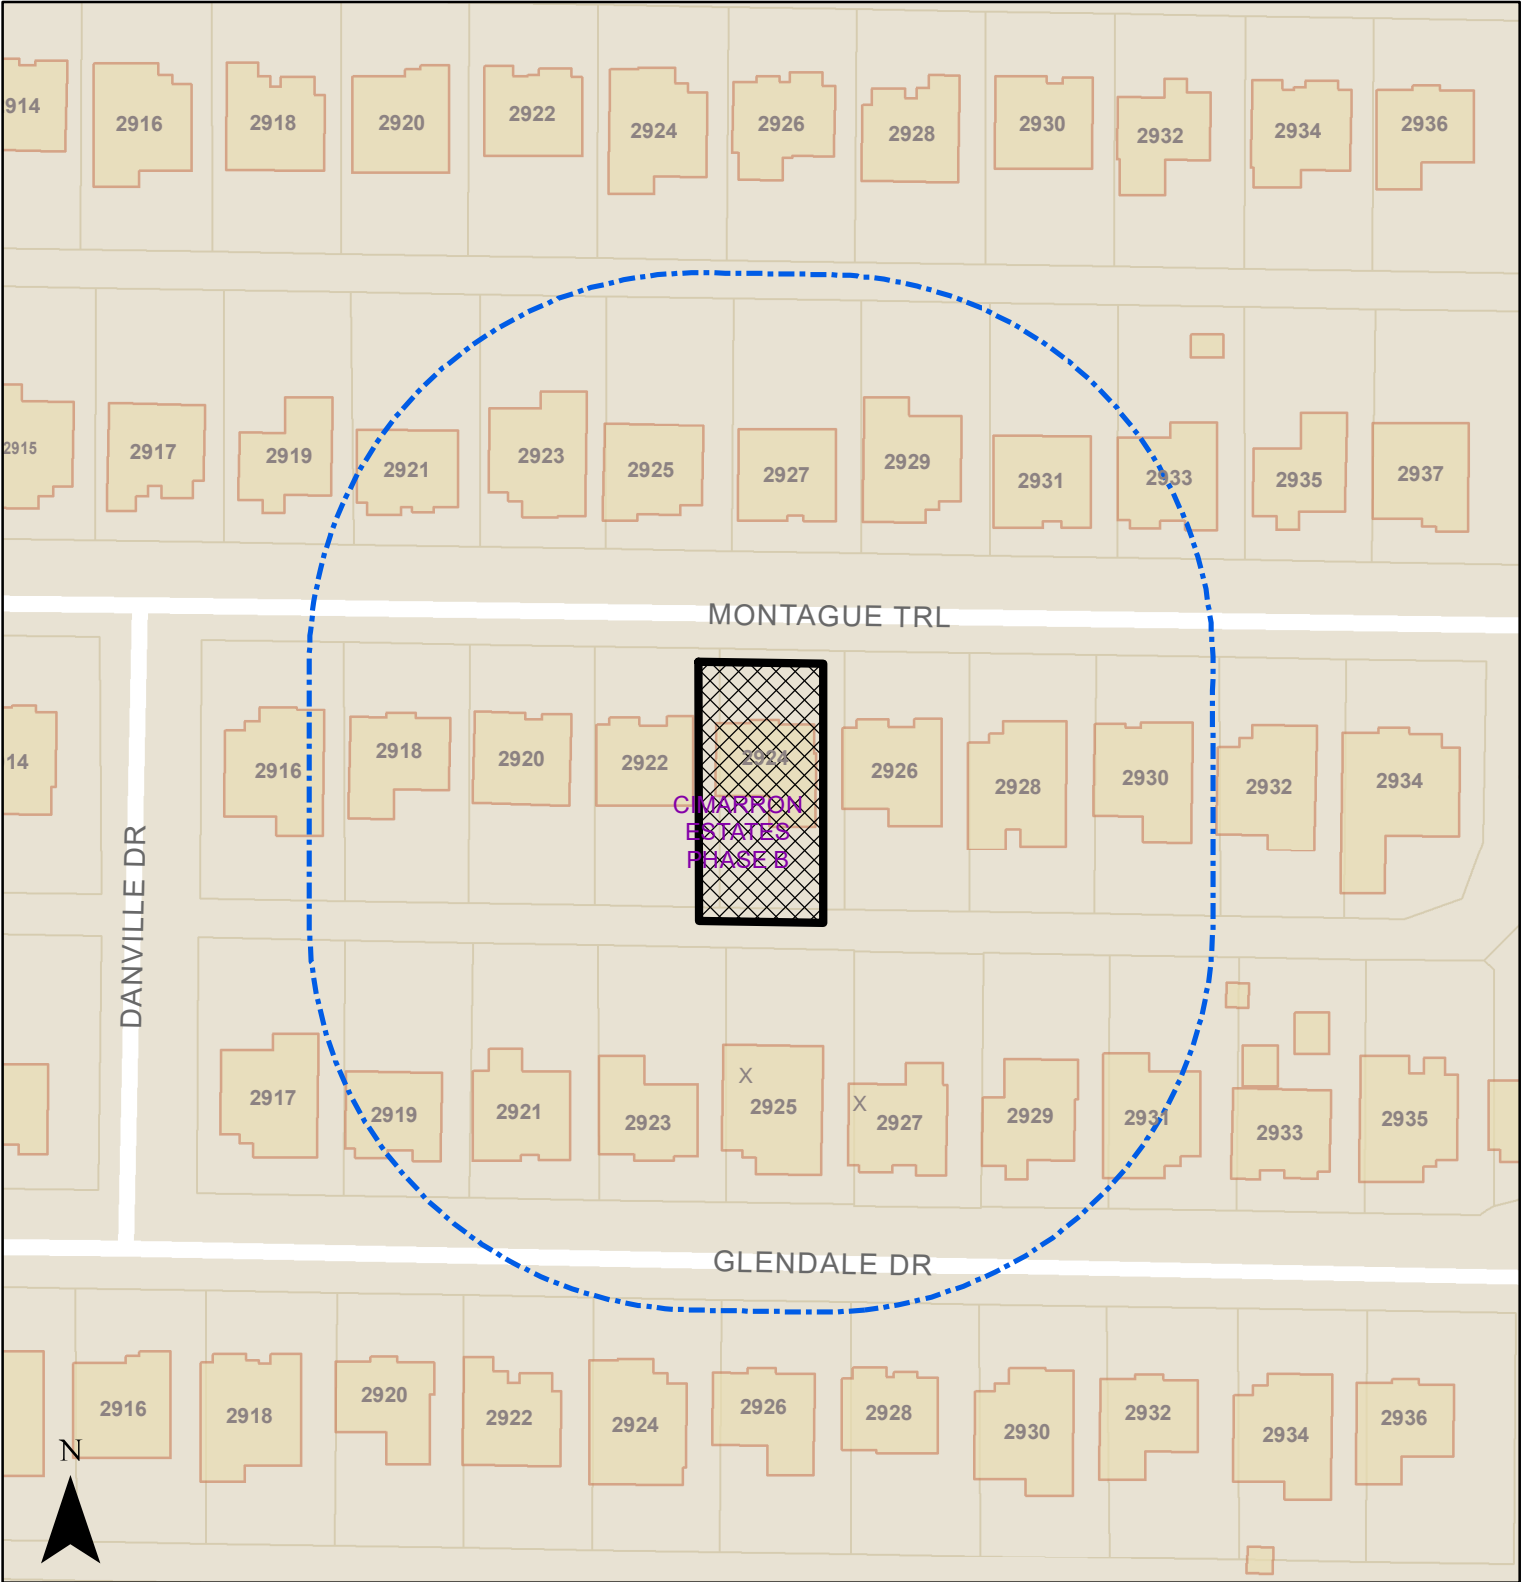 914 2916 2918 2920 2922 2924 2926 2928 2930 2932 2934 2936
2915 2917 2919 2921 2923 2925 2927 2929 2931 2933 2935 2937
MONTAGUE TRL
14 2916 2918 2920 2922 2924 2926 2928 2930 2932 2934
CIMARRON
ESTATES
PHASE B
DANVILLE DR
X
X
2917 2919 2921 2923 2925 2927 2929 2931 2933 2935
GLENDALE DR
2916 2918 2920 2922 2924 2926 2928 2930 2932 2934 2936
N